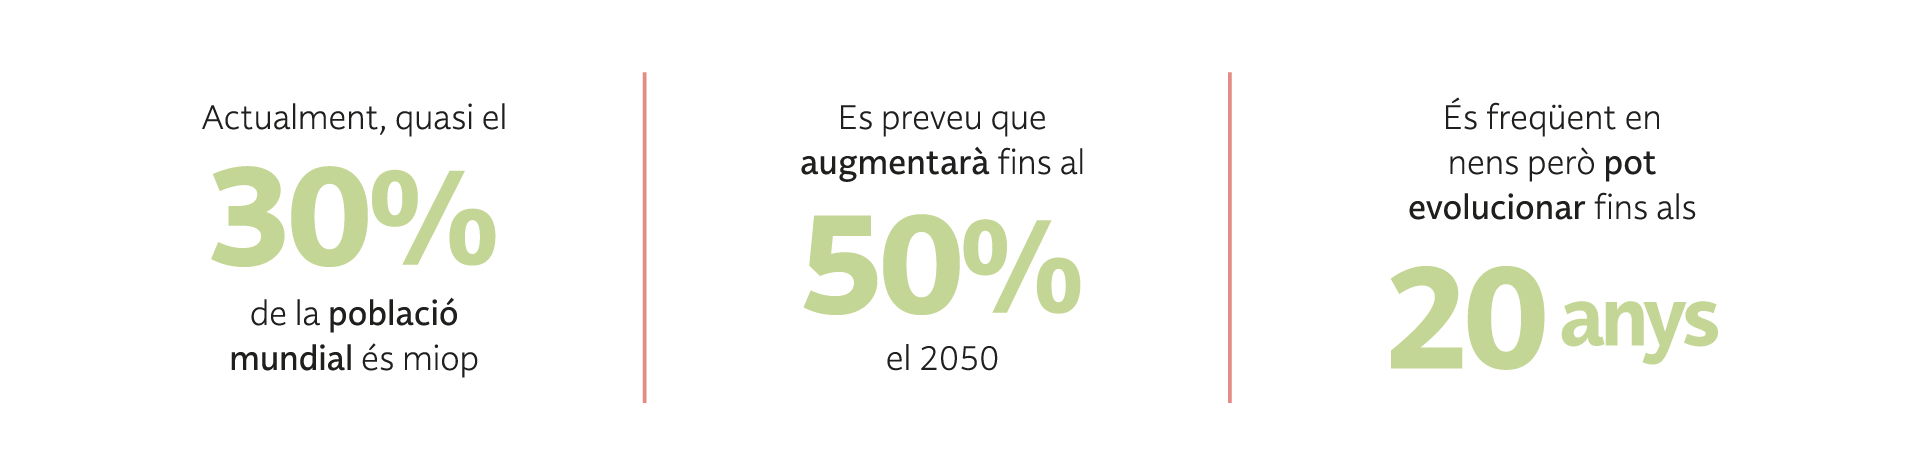 Actualment, quasi el
30%
de la població
mundial és miop
Es preveu que
augmentarà fins al
50%
el 2050
És freqüent en
nens però pot
evolucionar fins als
20 anys